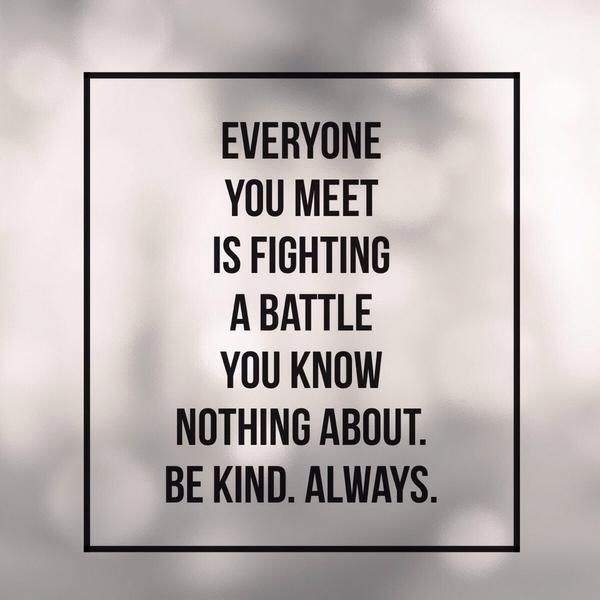 EVERYONE
YOU MEET
IS FIGHTING
A BATTLE
YOU KNOW
NOTHING ABOUT.
BE KIND. ALWAYS.